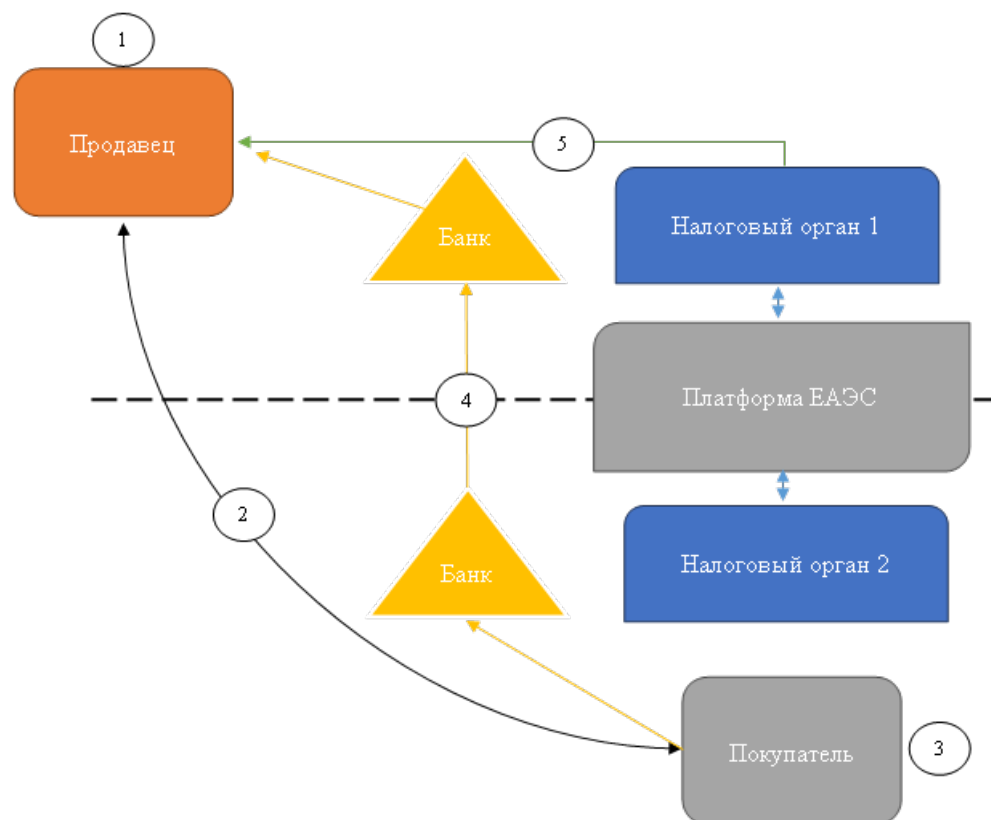 1
Продавец
5
Налоговый орган 1
Банк
Платформа ЕАЭС
4
2
Банк
Налоговый орган 2
Покупатель
3